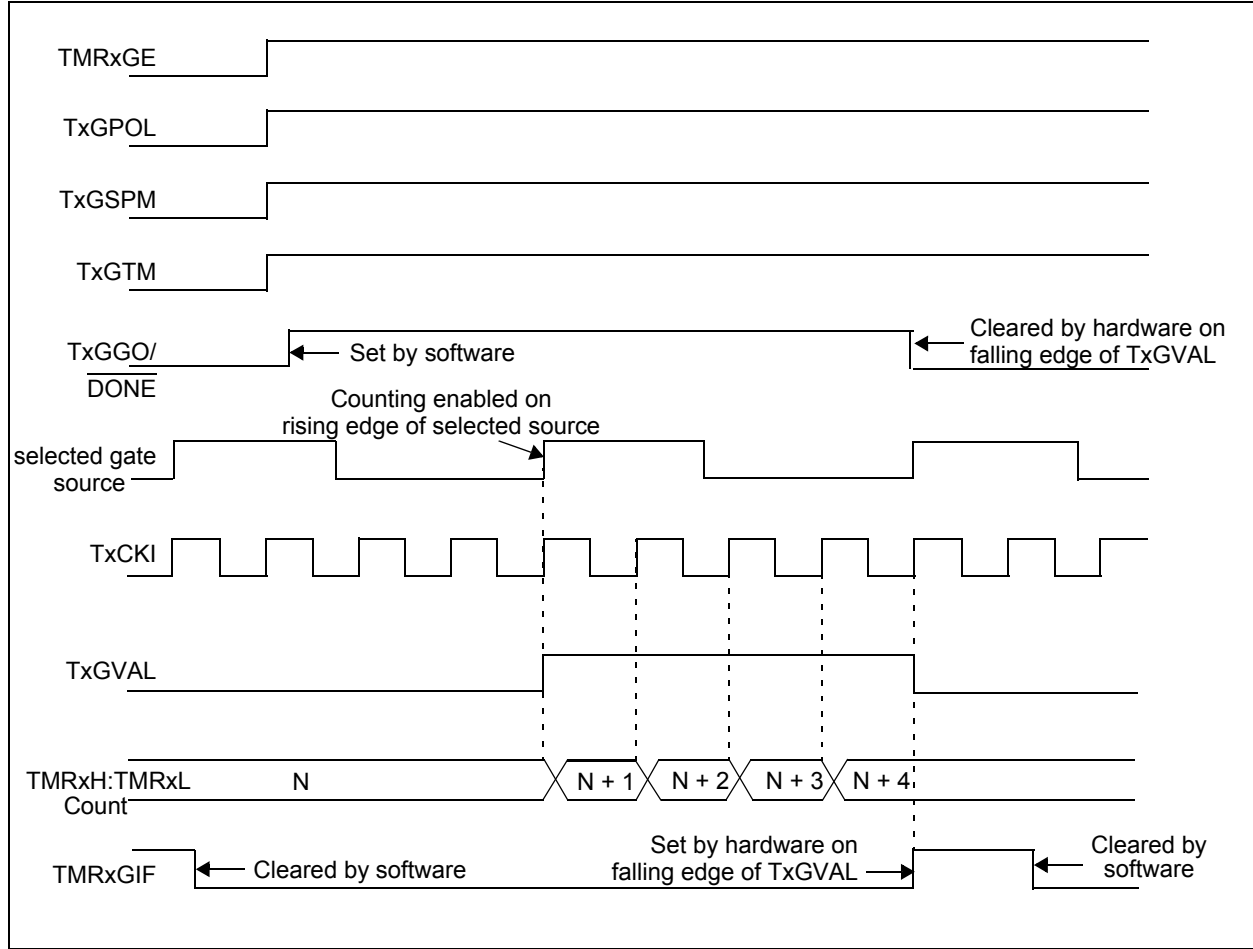 TMRxGE
TxGPOL
TxGSPM
TxGTM
TxGGO/
DONE
Set by software
Cleared by hardware on
falling edge of TxGVAL
Counting enabled on
rising edge of selected source
selected gate
source
TxCKI
TxGVAL
TMRxH:TMRxL
Count
N
N + 1
N + 2
N + 3
N + 4
TMRxGIF
Cleared by software
Set by hardware on
falling edge of TxGVAL
Cleared by
software